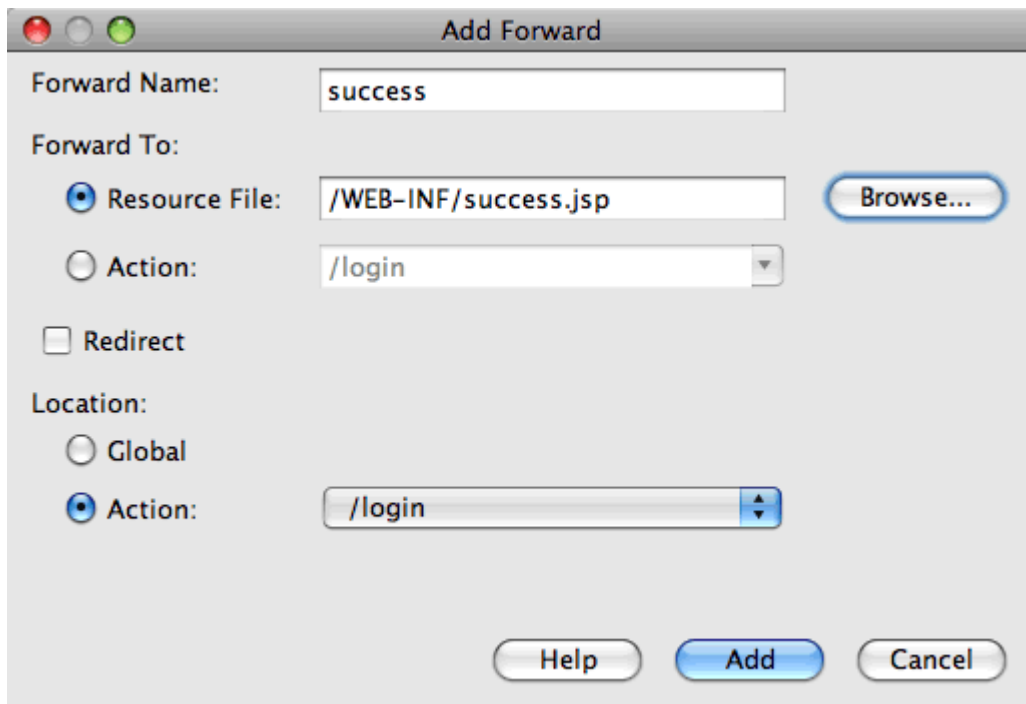 Add Forward
Forward Name: success
Forward To:
Resource File: /WEB-INF/success.jsp Browse...
Action: /login
Redirect
Location:
Global
Action: /login
Help Add Cancel